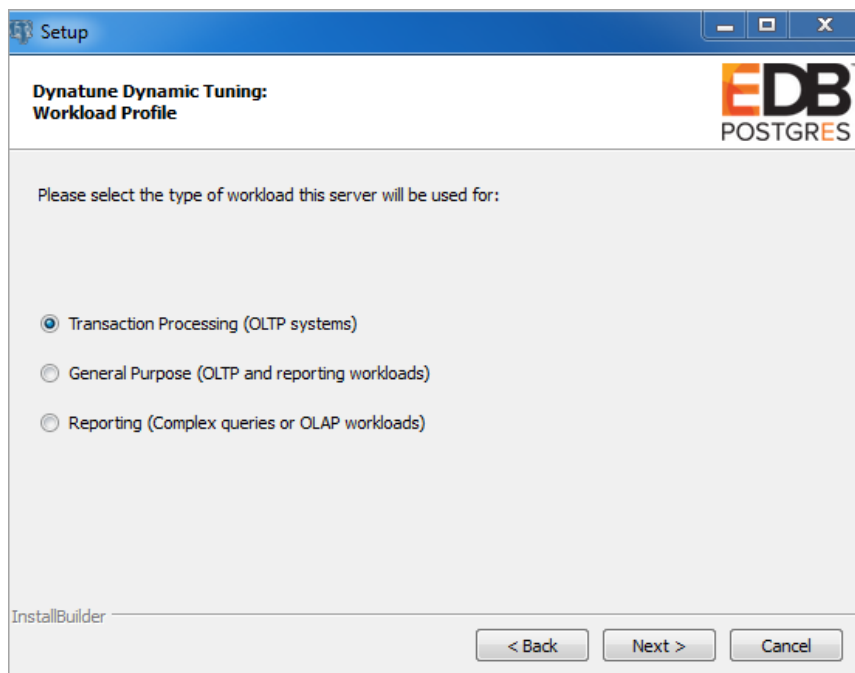 Setup
Dynatune Dynamic Tuning:
Workload Profile
EDB
POSTGRES
Please select the type of workload this server will be used for:
Transaction Processing (OLTP systems)
General Purpose (OLTP and reporting workloads)
Reporting (Complex queries or OLAP workloads)
InstallBuilder
< Back
Next >
Cancel